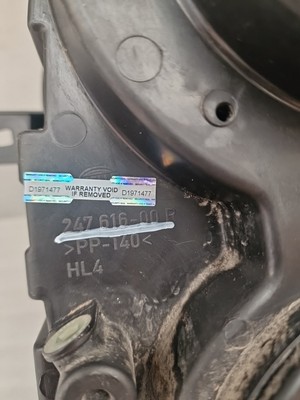 D1971477 WARRANTY VOID IF REMOVED D1971477
247 616-00 R
>PP-T40<
HL4